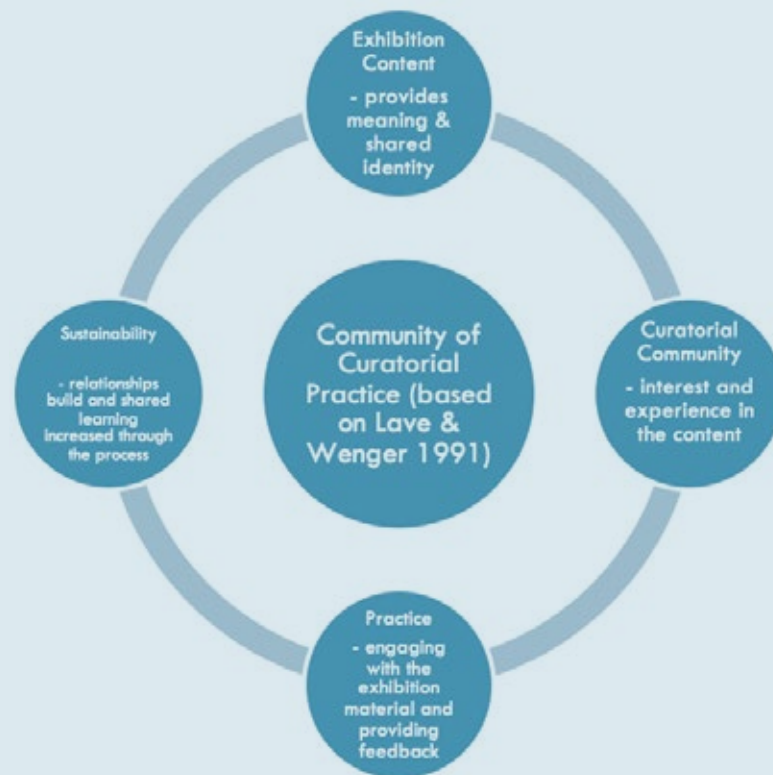 Exhibition
Content
- provides
meaning &
shared
identity
Sustainability
- relationships
build and shared
learning
increased through
the process
Community of
Curatorial
Practice (based
on Lave &
Wenger 1991)
Curatorial
Community
- interest and
experience in
the content
Practice
- engaging
with the
exhibition
material and
providing
feedback